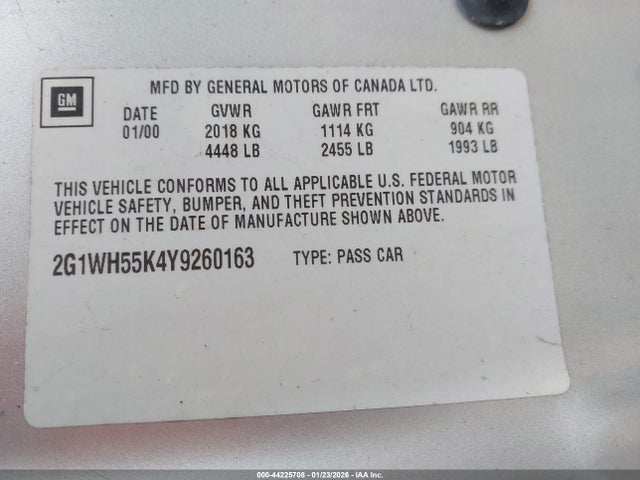 GM
MFD BY GENERAL MOTORS OF CANADA LTD.
DATE GVWR GAWR FRT GAWR RR
01/00 2018 KG 1114 KG 904 KG
4448 LB 2455 LB 1993 LB
THIS VEHICLE CONFORMS TO ALL APPLICABLE U.S. FEDERAL MOTOR
VEHICLE SAFETY, BUMPER, AND THEFT PREVENTION STANDARDS IN
EFFECT ON THE DATE OF MANUFACTURE SHOWN ABOVE.
2G1WH55K4Y9260163 TYPE: PASS CAR
000-44225708 - 01/23/2026 - IAA Inc.